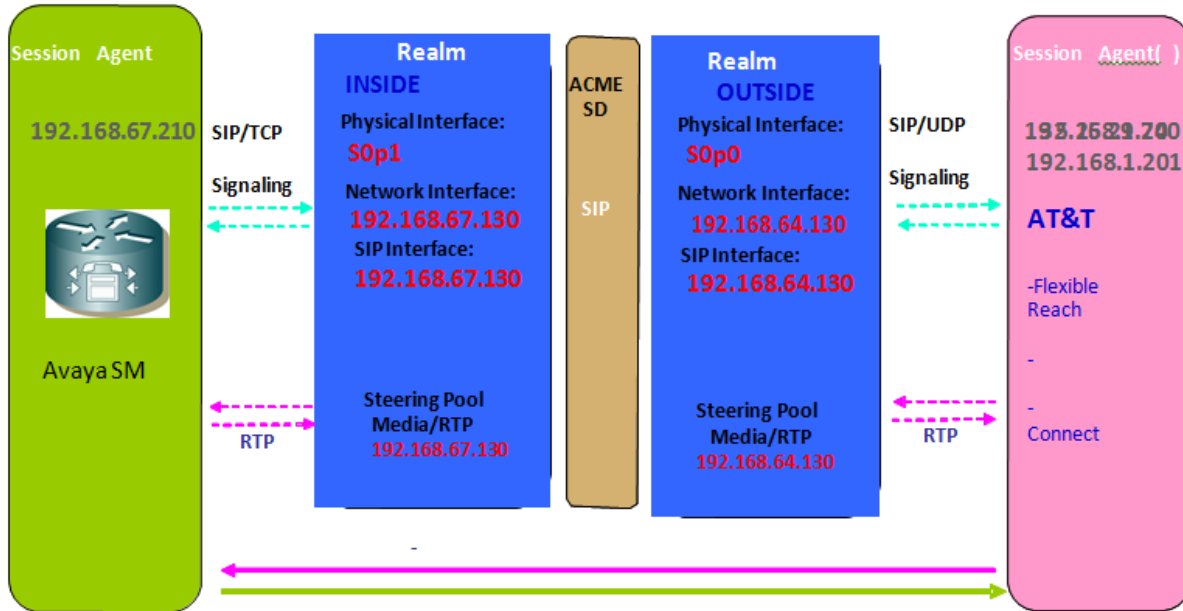 Session Agent
192.168.67.210
Avaya SM
SIP/TCP
Signaling
RTP
Realm
INSIDE
Physical Interface:
S0p1
Network Interface:
192.168.67.130
SIP Interface:
192.168.67.130
Steering Pool
Media/RTP
192.168.67.130
ACME
SD
SIP
Realm
OUTSIDE
Physical Interface:
S0p0
Network Interface:
192.168.64.130
SIP Interface:
192.168.64.130
Steering Pool
Media/RTP
192.168.64.130
SIP/UDP
Signaling
RTP
Session Agent( )
192.168.1.201
AT&T
-Flexible
Reach
-
-
Connect
-